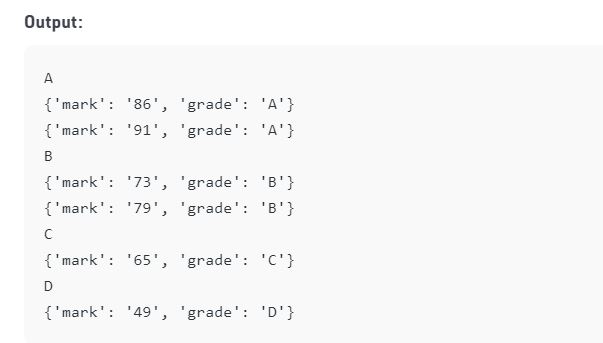 Output:
A
{'mark': '86', 'grade': 'A'}
{'mark': '91', 'grade': 'A'}
B
{'mark': '73', 'grade': 'B'}
{'mark': '79', 'grade': 'B'}
C
{'mark': '65', 'grade': 'C'}
D
{'mark': '49', 'grade': 'D'}